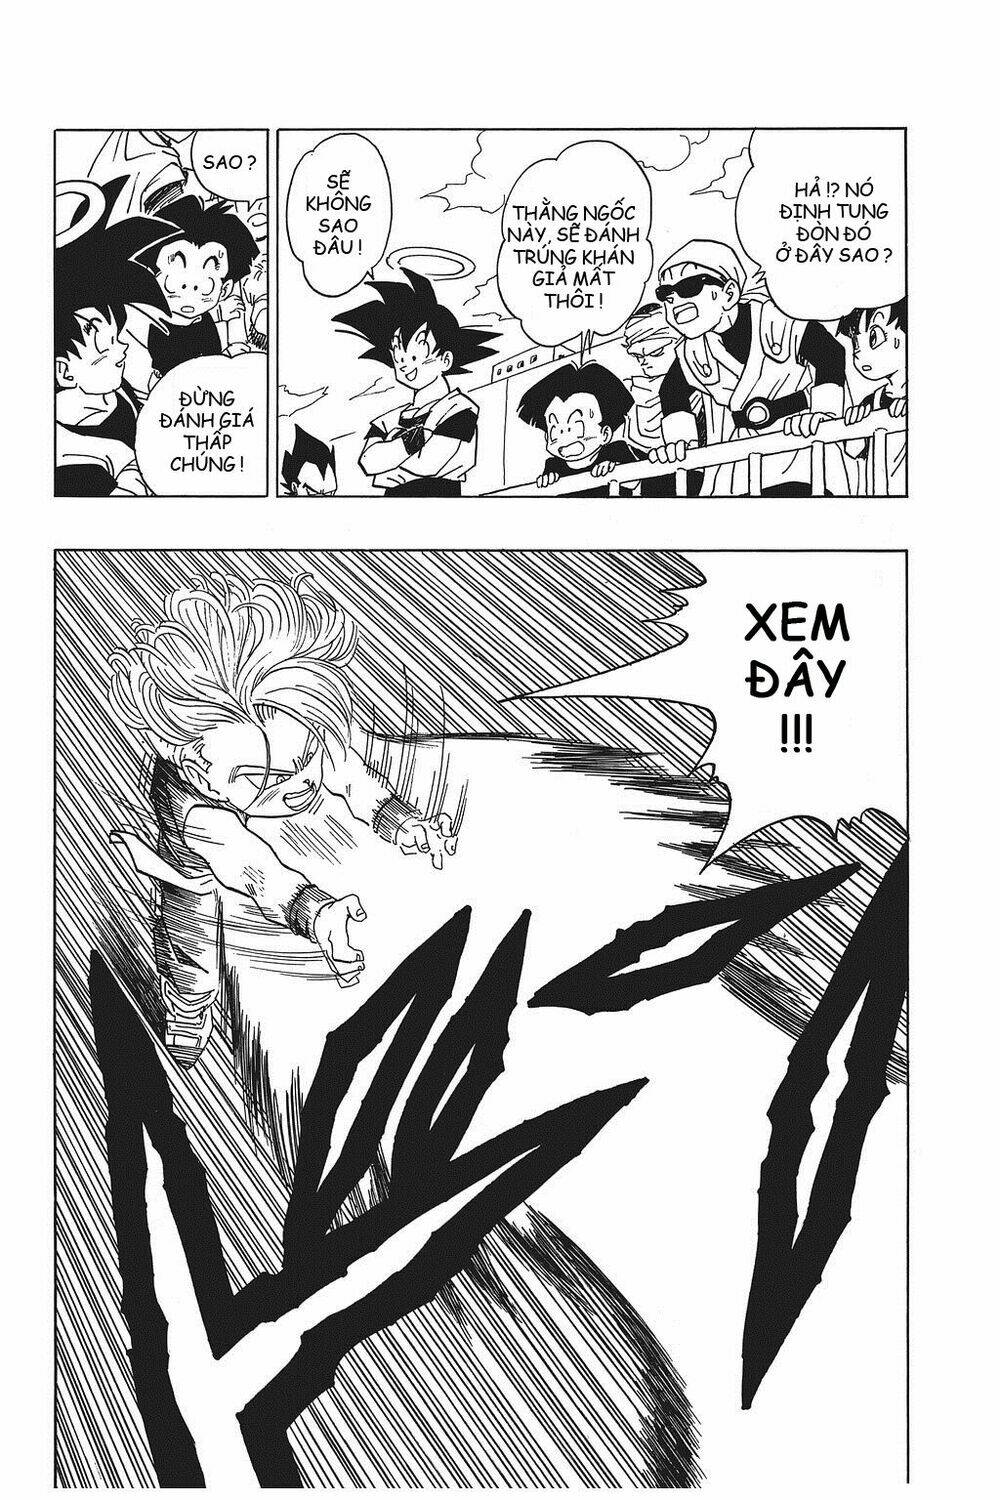 HẢ !? NÓ
ĐỊNH TUNG
ĐÒN ĐÓ
Ở ĐÂY SAO ?
THẰNG NGỐC
NÀY, SẼ ĐÁNH
TRÚNG KHÁN
GIẢ MẤT
THÔI !
SẼ
KHÔNG
SAO
ĐÂU !
SAO ?
ĐỪNG
ĐÁNH GIÁ
THẤP
CHÚNG !
XEM
ĐÂY
!!!